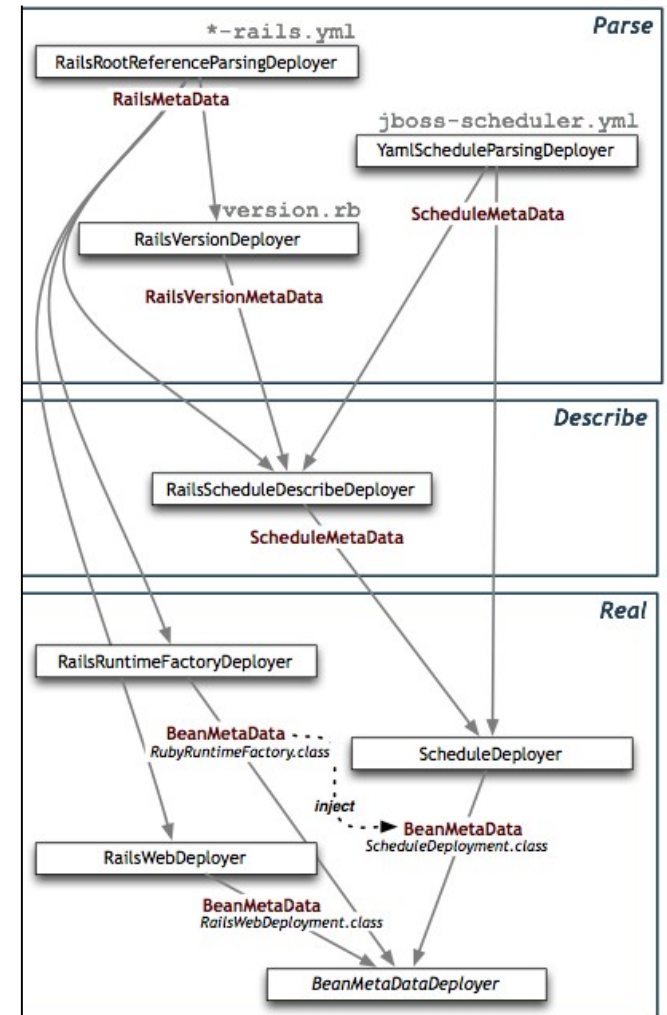 Parse
*-rails.yml
RailsRootReferenceParsingDeployer
RailsMetaData
jboss-scheduler.yml
YamlScheduleParsingDeployer
version.rb
ScheduleMetaData
RailsVersionDeployer
RailsVersionMetaData
Describe
RailsScheduleDescribeDeployer
ScheduleMetaData
Real
RailsRuntimeFactoryDeployer
BeanMetaData
RubyRuntimeFactory.class
ScheduleDeployer
inject
BeanMetaData
ScheduleDeployment.class
RailsWebDeployer
BeanMetaData
RailsWebDeployment.class
BeanMetaDataDeployer